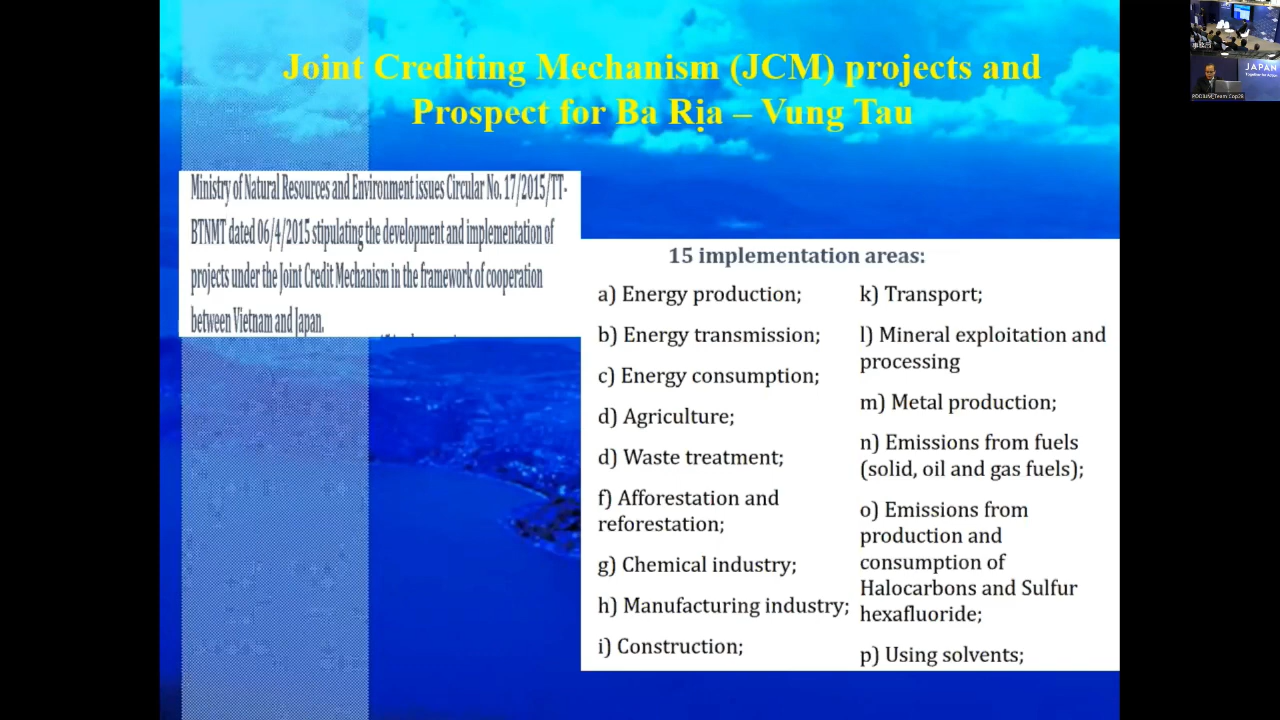 Joint Crediting Mechanism (JCM) projects and
Prospect for Ba Rịa – Vung Tau
Ministry of Natural Resources and Environment issues Circular No. 17/2015/TT-
BTNMT dated 06/4/2015 stipulating the development and implementation of
projects under the Joint Credit Mechanism in the framework of cooperation
between Vietnam and Japan.
15 implementation areas:
a) Energy production;
b) Energy transmission;
c) Energy consumption;
d) Agriculture;
d) Waste treatment;
f) Afforestation and
reforestation;
g) Chemical industry;
h) Manufacturing industry;
i) Construction;
k) Transport;
l) Mineral exploitation and
processing
m) Metal production;
n) Emissions from fuels
(solid, oil and gas fuels);
o) Emissions from
production and
consumption of
Halocarbons and Sulfur
hexafluoride;
p) Using solvents;
JAPAN
Together for Action